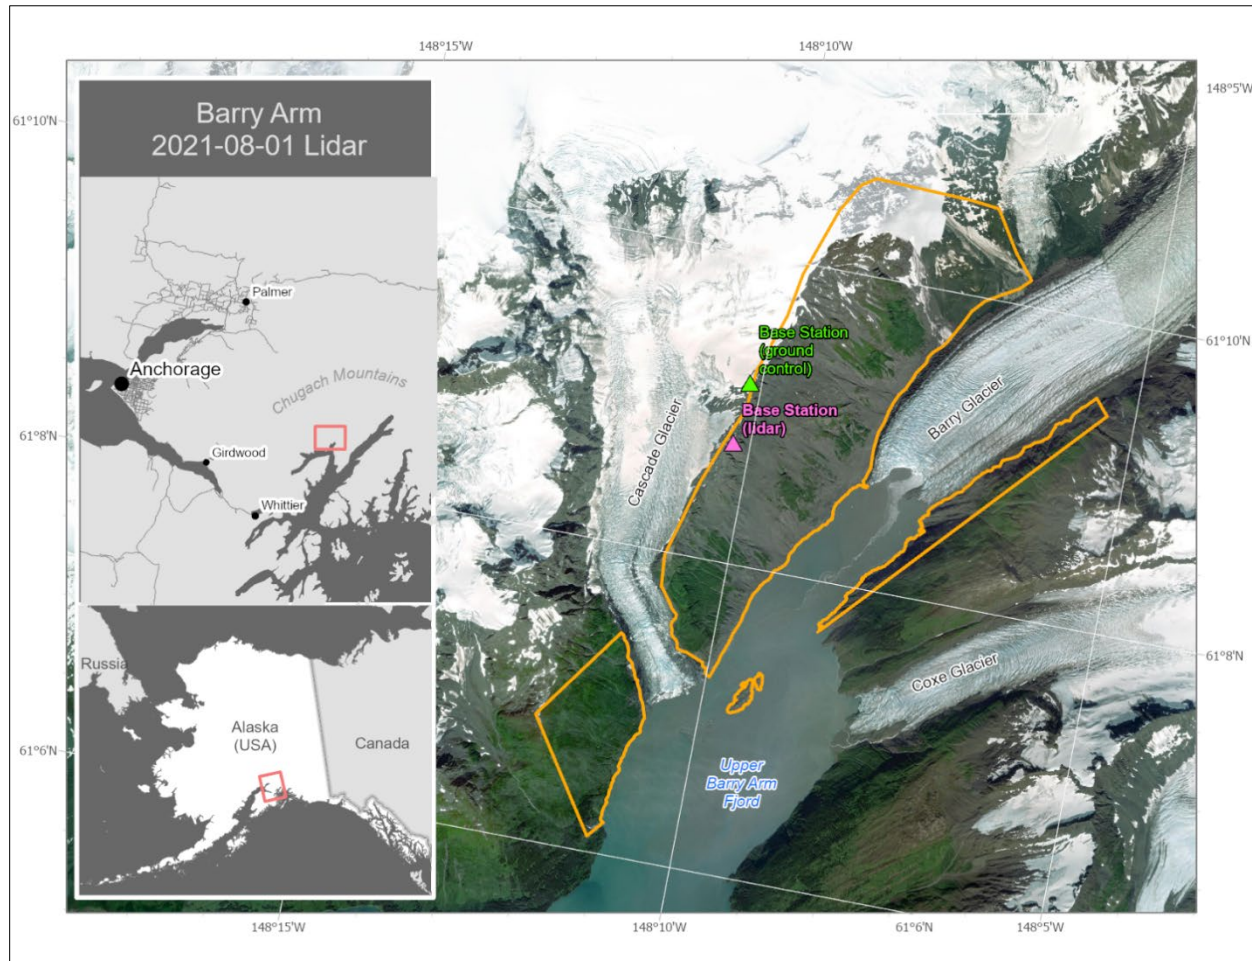 148°15'W
148°10'W
148°5'W
61°10'N
Barry Arm
2021-08-01 Lidar
Palmer
Anchorage
Chugach Mountains
61°8'N
Girdwood
Whittier
Russia
Alaska
(USA)
Canada
61°6'N
Base Station
(ground
control)
Base Station
(lidar)
Cascade Glacier
Barry Glacier
61°10'N
Coxe Glacier
61°8'N
Upper
Barry Arm
Fjord
148°15'W
148°10'W
61°6'N
148°5'W